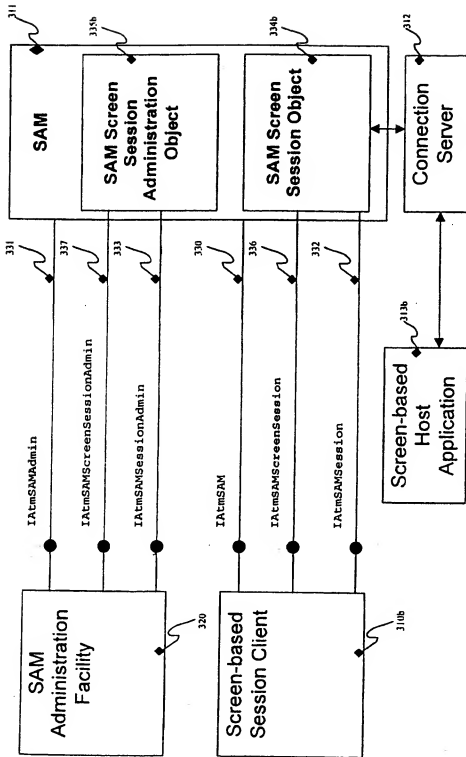 311
SAM
335b
SAM Screen
Session
Administration
Object
334b
SAM Screen
Session Object
312
Connection
Server
331
337
333
330
336
332
313b
Screen-based
Host
Application
IAtmSAMAdmin
IAtmSAMScreenSessionAdmin
IAtmSAMSessionAdmin
IAtmSAM
IAtmSAMScreenSession
IAtmSAMSession
SAM
Administration
Facility
320
Screen-based
Session Client
310b